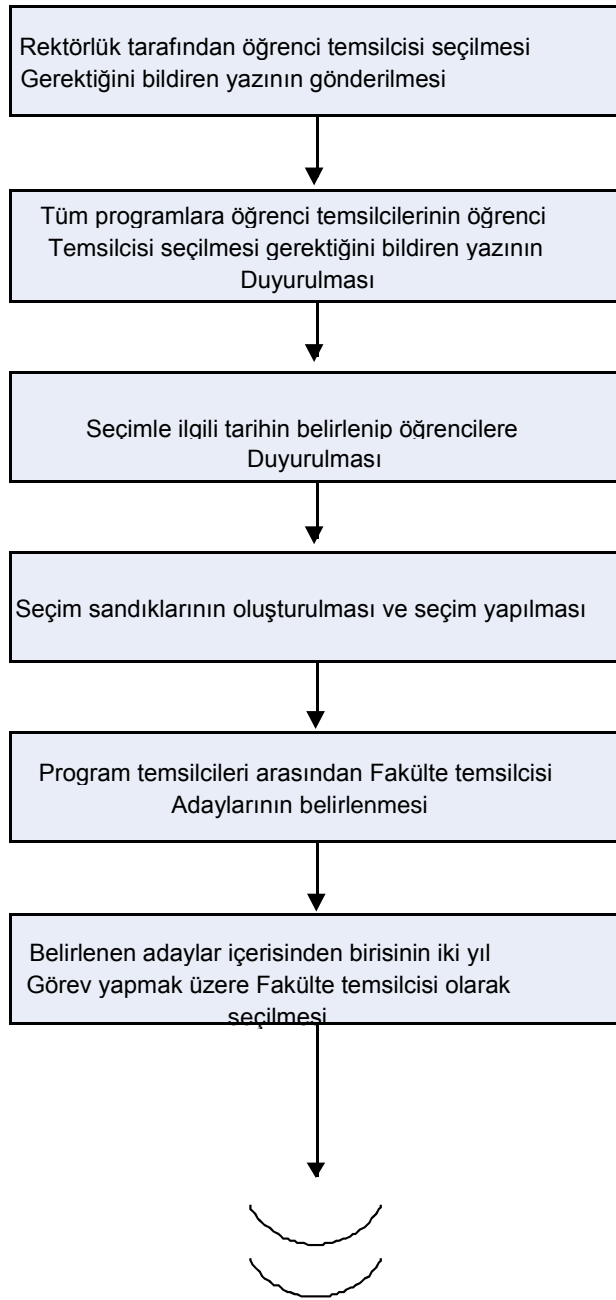 Rektörlük tarafından öğrenci temsilcisi seçilmesi
Gerektiğini bildiren yazının gönderilmesi
Tüm programlara öğrenci temsilcilerinin öğrenci
Temsilcisi seçilmesi gerektiğini bildiren yazının
Duyurulması
Seçimle ilgili tarihin belirlenip öğrencilere
Duyurulması
Seçim sandıklarının oluşturulması ve seçim yapılması
Program temsilcileri arasından Fakülte temsilcisi
Adaylarının belirlenmesi
Belirlenen adaylar içerisinden birisinin iki yıl
Görev yapmak üzere Fakülte temsilcisi olarak
seçilmesi